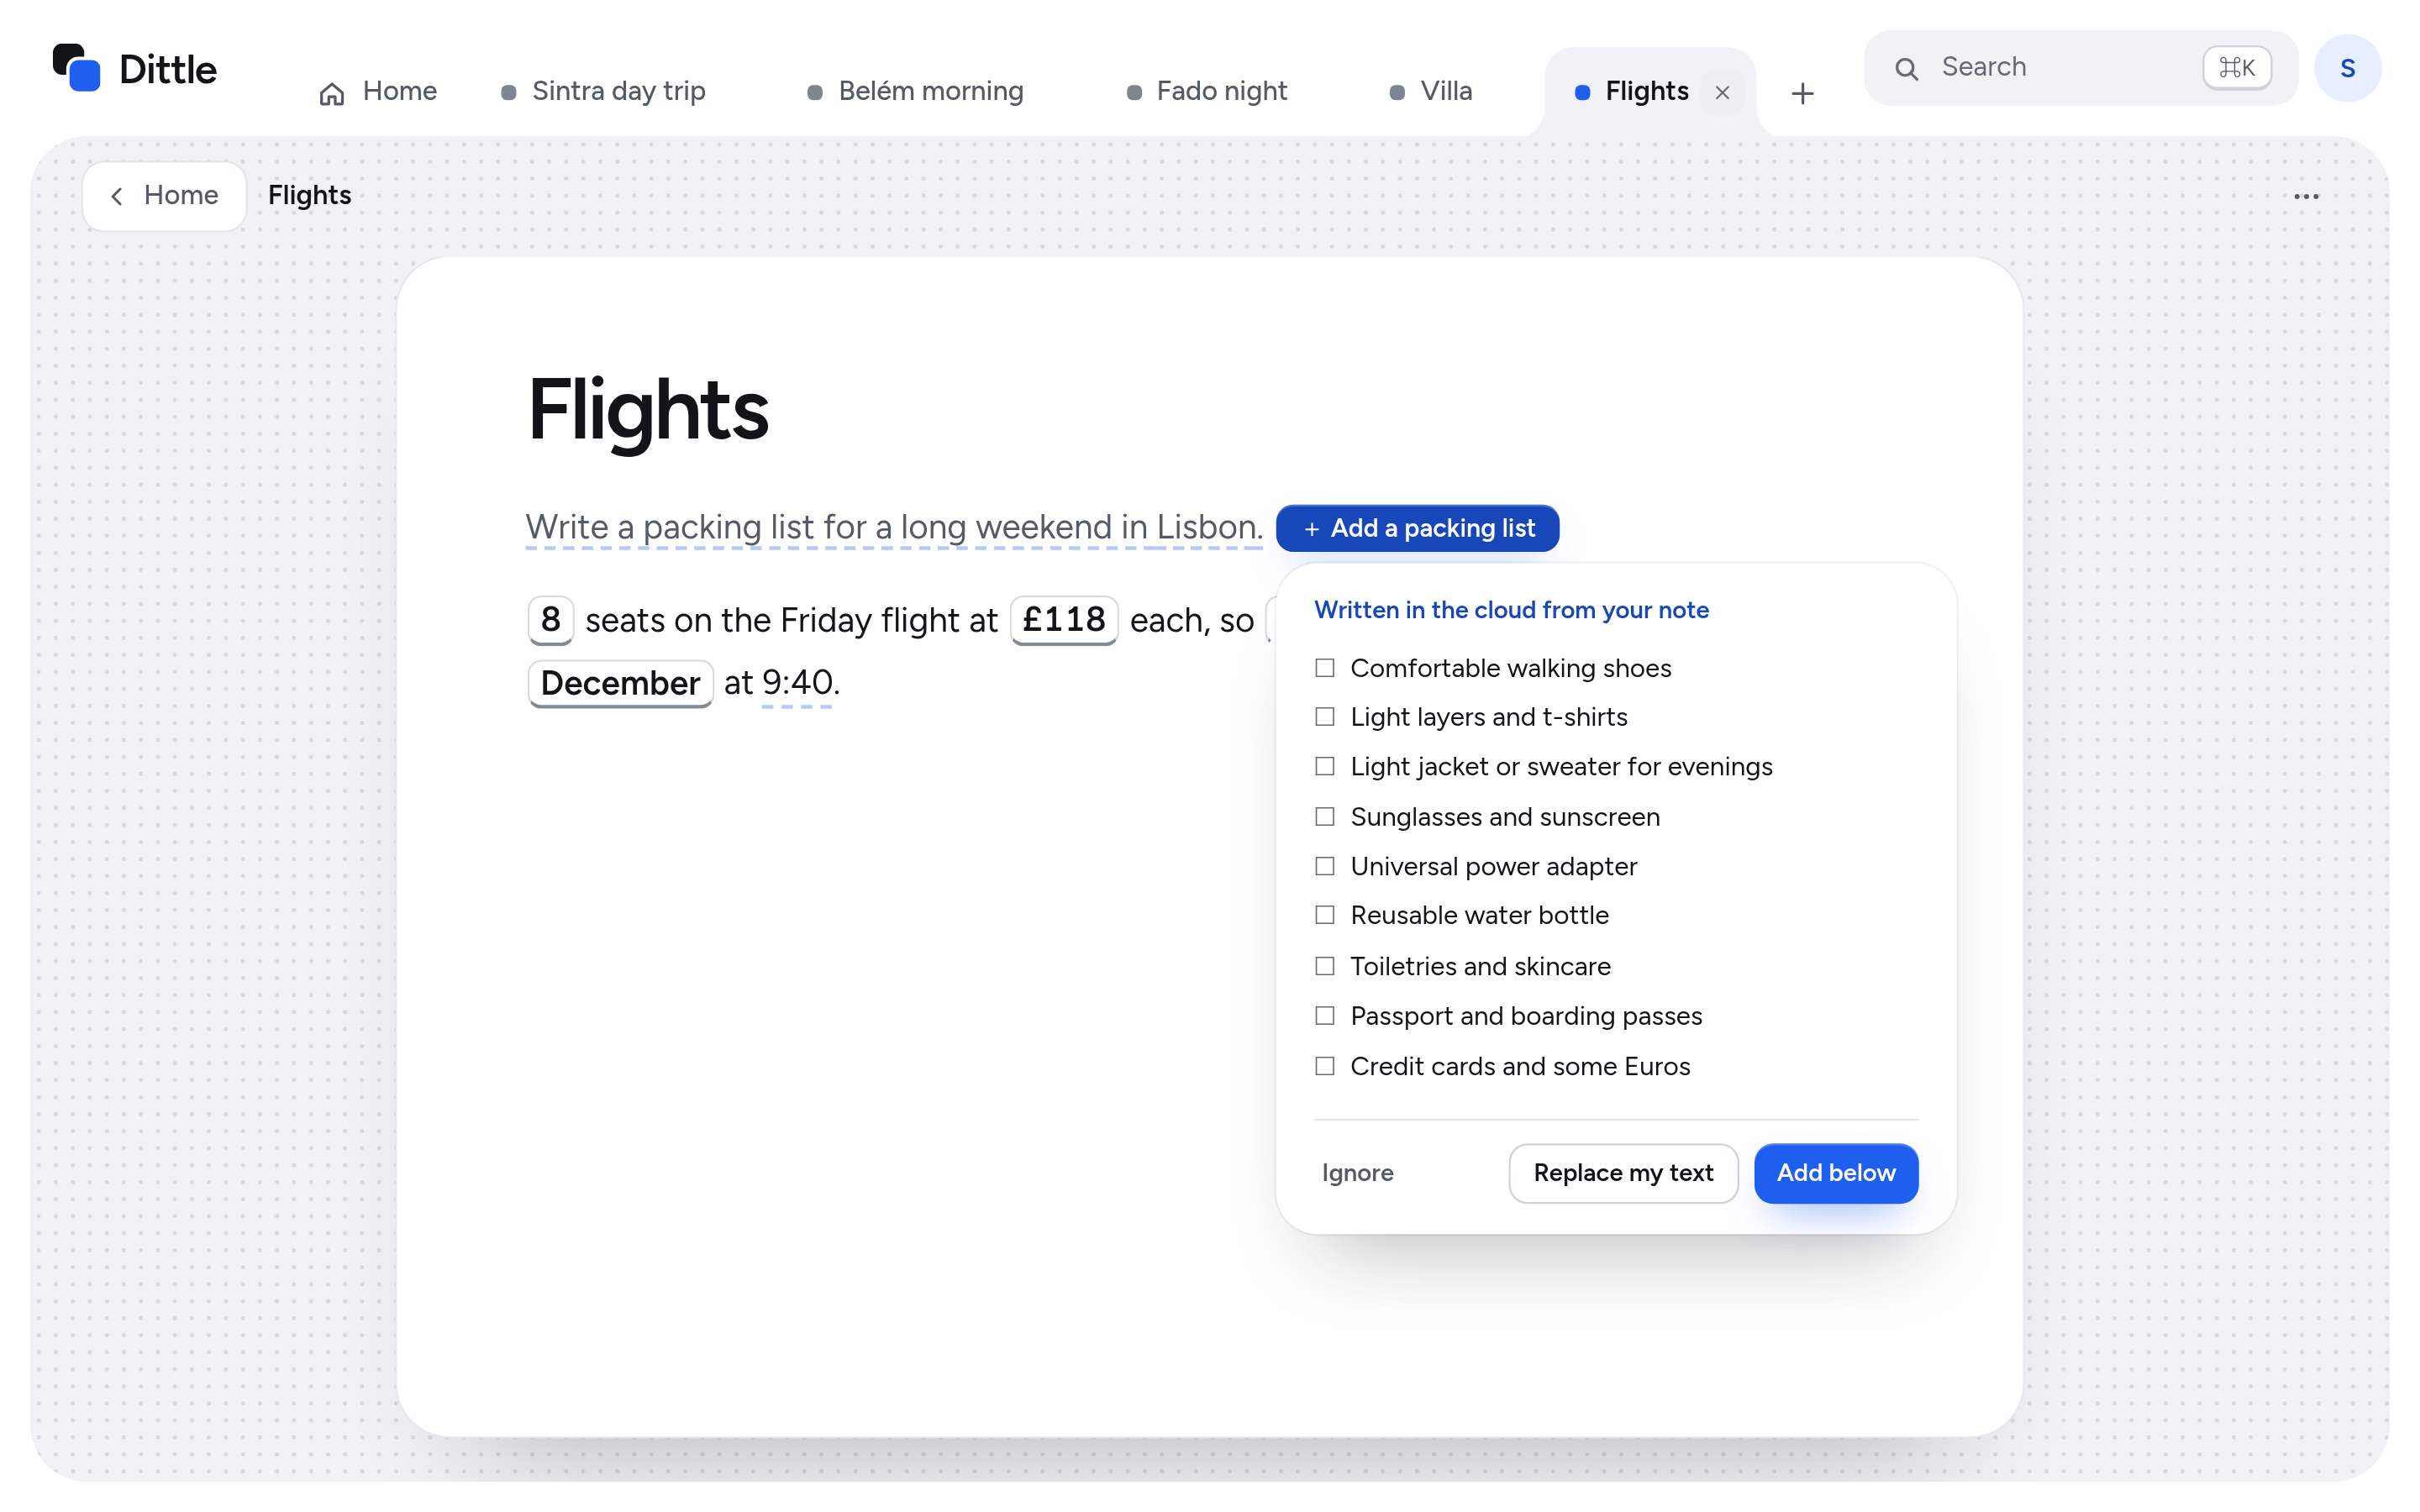 Dittle
Home
Sintra day trip
Belém morning
Fado night
Villa
Flights
Search
⌘K
S
Home
Flights
Flights
Write a packing list for a long weekend in Lisbon.
+ Add a packing list
8 seats on the Friday flight at £118 each, so
December at 9:40.
Written in the cloud from your note
Comfortable walking shoes
Light layers and t-shirts
Light jacket or sweater for evenings
Sunglasses and sunscreen
Universal power adapter
Reusable water bottle
Toiletries and skincare
Passport and boarding passes
Credit cards and some Euros
Ignore
Replace my text
Add below